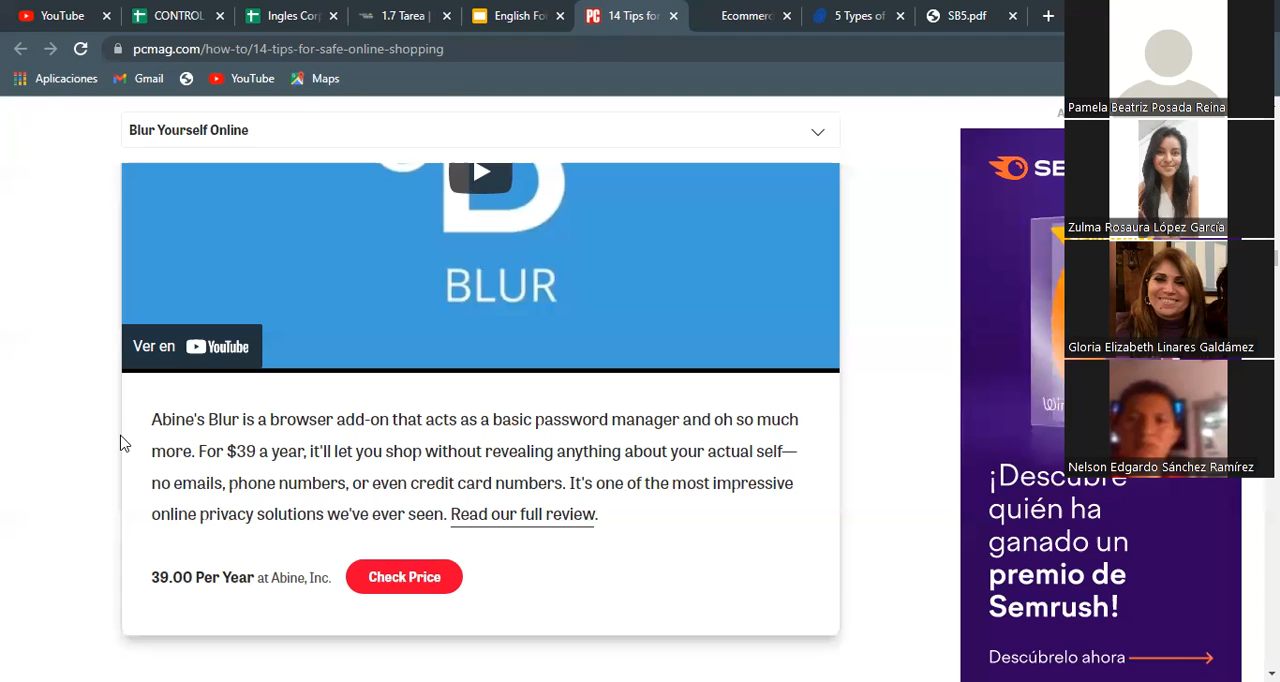 YouTube
CONTROL
Ingles Cor
1.7 Tarea |
English Fo
PC
14 Tips for
Ecommerc
5 Types of
SB5.pdf
pcmag.com/how-to/14-tips-for-safe-online-shopping
Aplicaciones
Gmail
YouTube
Maps
Blur Yourself Online
BLUR
Ver en YouTube
Abine's Blur is a browser add-on that acts as a basic password manager and oh so much
more. For $39 a year, it'll let you shop without revealing anything about your actual self—
no emails, phone numbers, or even credit card numbers. It's one of the most impressive
online privacy solutions we've ever seen. Read our full review.
39.00 Per Year at Abine, Inc.
Check Price
SE
¡Descubre
quién ha
ganado un
premio de
Semrush!
Descúbrelo ahora
Pamela Beatriz Posada Reina
Zulma Rosaura López García
Gloria Elizabeth Linares Galdámez
Nelson Edgardo Sánchez Ramírez